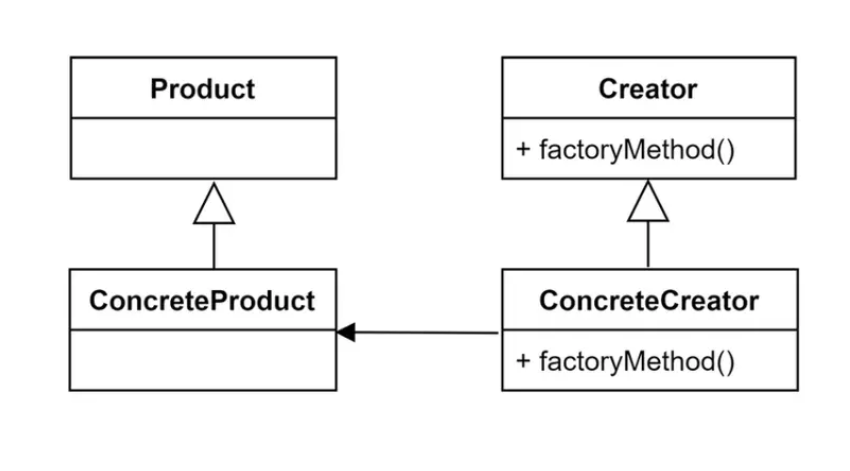 Product
Creator
+ factoryMethod()
ConcreteProduct
ConcreteCreator
+ factoryMethod()